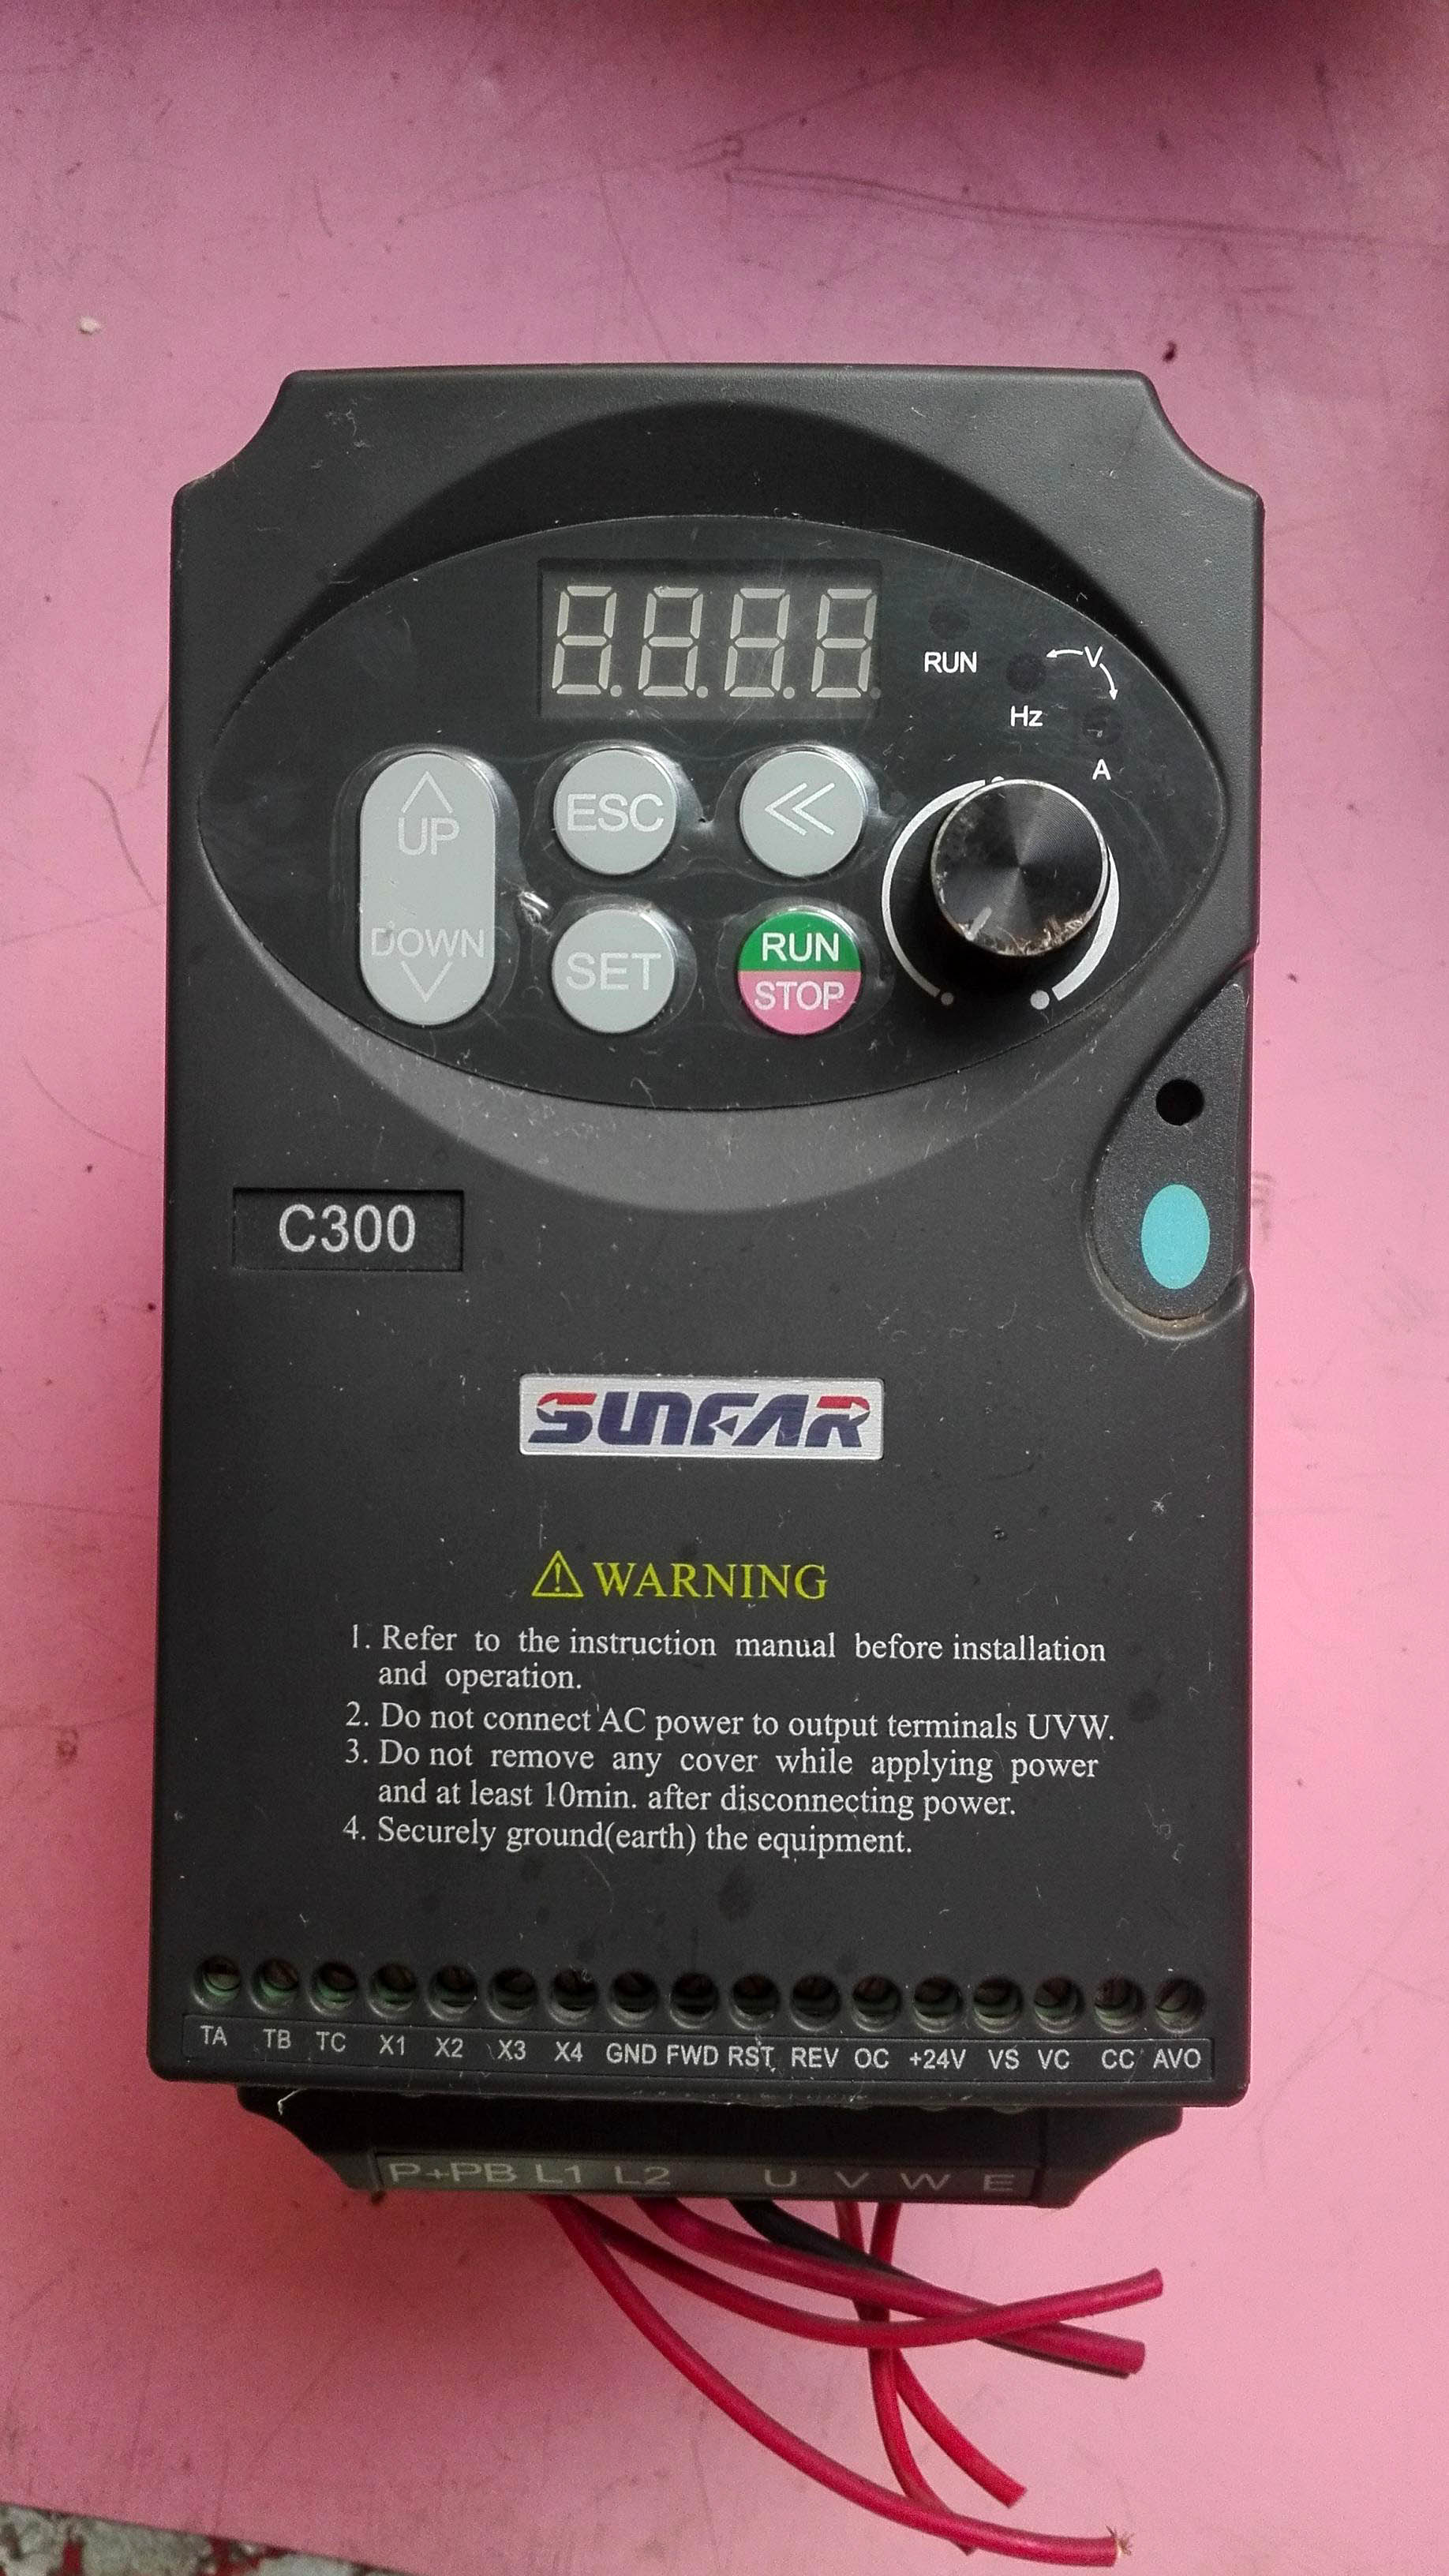 RUN
V
Hz
A
UP
ESC
DOWN
SET
RUN
STOP
C300
SUNFAR
WARNING
1. Refer to the instruction manual before installation
and operation.
2. Do not connect AC power to output terminals UVW.
3. Do not remove any cover while applying power
and at least 10min. after disconnecting power.
4. Securely ground(earth) the equipment.
TA TB TC X1 X2 X3 X4 GND FWD RST REV OC +24V VS VC CC AVO
P+PB L1 L2 U V W E